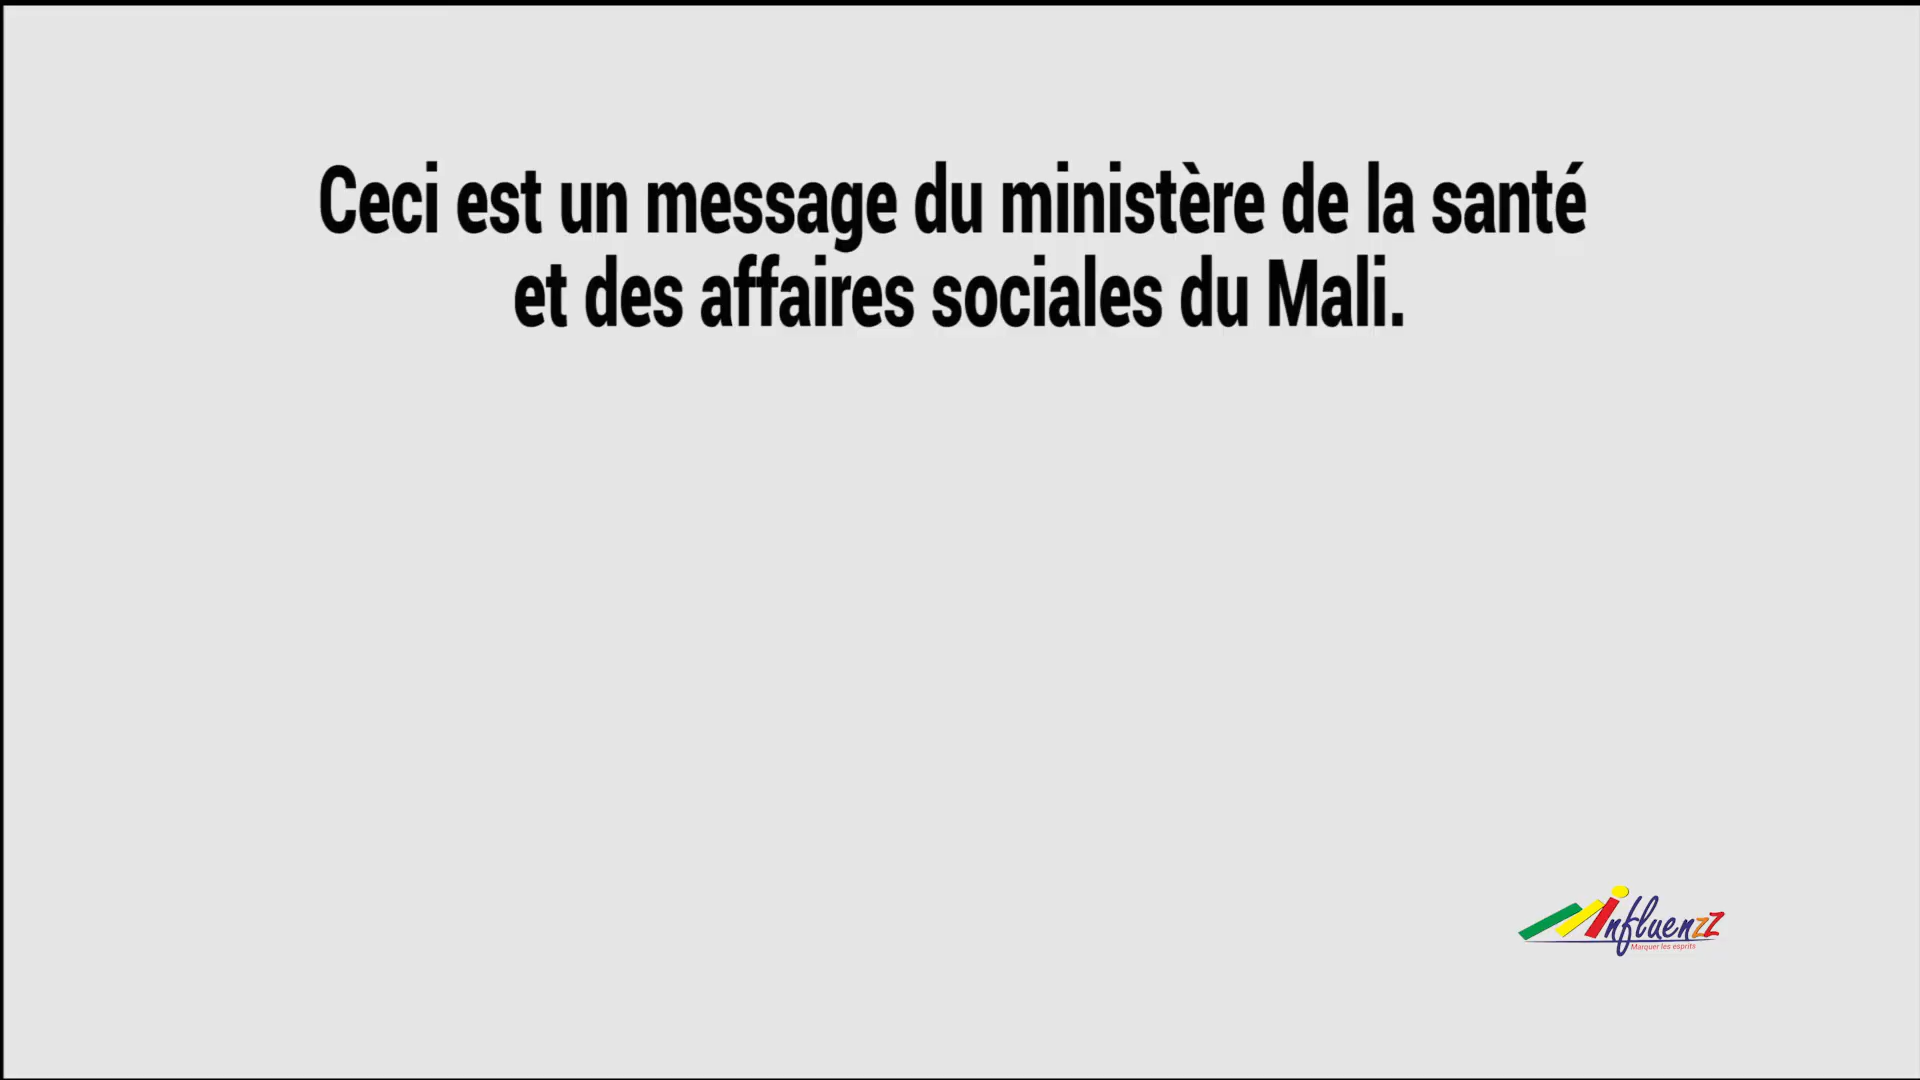 Ceci est un message du ministère de la santé
et des affaires sociales du Mali.
influenzz
Marquer les esprits